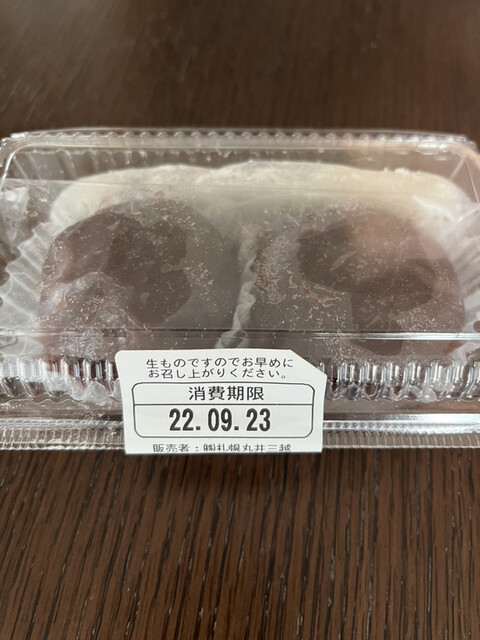 生ものですのでお早めに
お召し上がりください。
消費期限
22.09.23
販売者:㈱札幌丸井三越